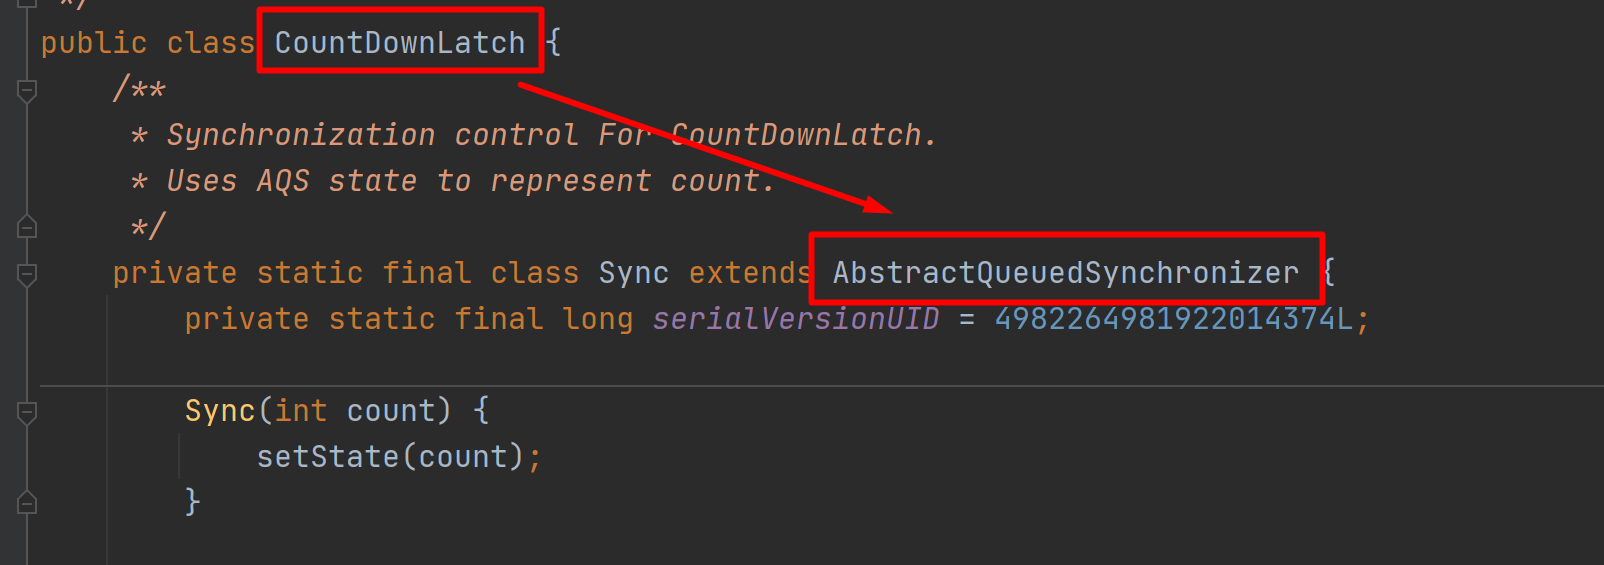 */
public class CountDownLatch {
/**
* Synchronization control For CountDownLatch.
* Uses AQS state to represent count.
*/
private static final class Sync extends AbstractQueuedSynchronizer {
private static final long serialVersionUID = 4982264981922014374L;
Sync(int count) {
setState(count);
}